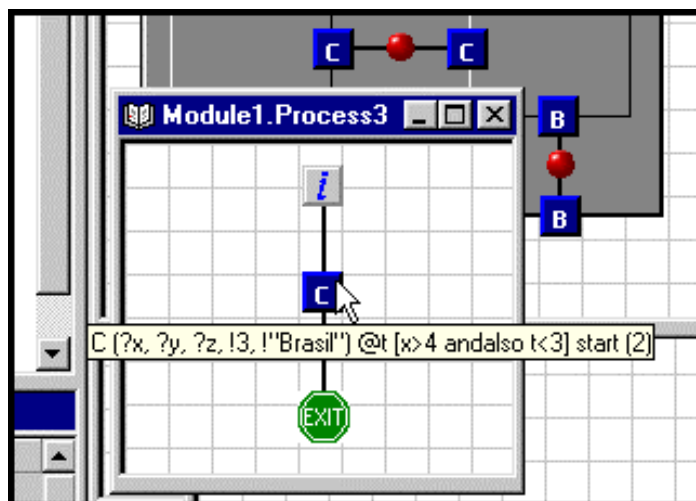 C C
Module1.Process3
B
i
B
C
C (?x, ?y, ?z, !3, !"Brasil") @t [x>4 andalso t<3] start (2)
EXIT